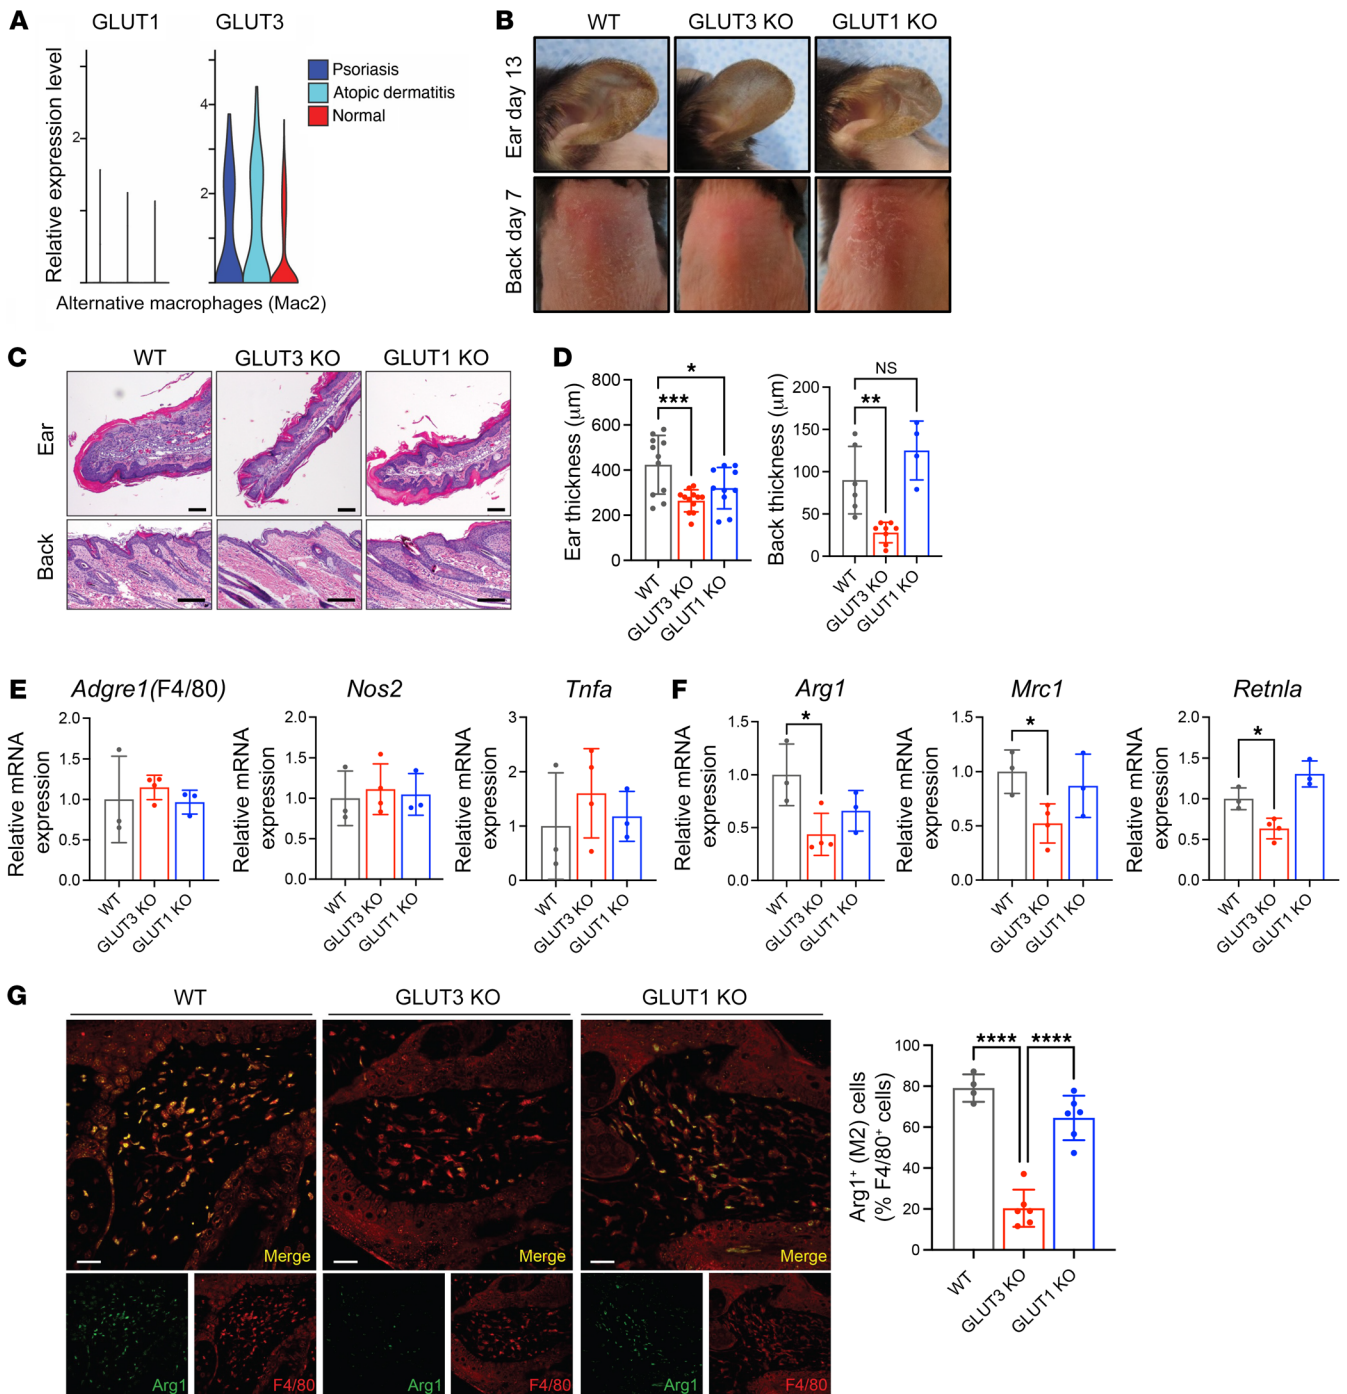 A
GLUT1
GLUT3
Relative expression level
2
4
2
Psoriasis
Atopic dermatitis
Normal
Alternative macrophages (Mac2)
B
WT
GLUT3 KO
GLUT1 KO
Ear day 13
Back day 7
C
WT
GLUT3 KO
GLUT1 KO
Ear
Back
D
Ear thickness (μm)
800
600
400
200
0
***
*
WT
GLUT3 KO
GLUT1 KO
Back thickness (μm)
200
150
100
50
0
NS
**
WT
GLUT3 KO
GLUT1 KO
E
Adgre1(F4/80)
Relative mRNA
expression
2.0
1.5
1.0
0.5
0.0
WT
GLUT3 KO
GLUT1 KO
Nos2
Relative mRNA
expression
2.0
1.5
1.0
0.5
0.0
WT
GLUT3 KO
GLUT1 KO
Tnfa
Relative mRNA
expression
3
2
1
0
WT
GLUT3 KO
GLUT1 KO
F
Arg1
Relative mRNA
expression
1.5
1.0
0.5
0.0
*
WT
GLUT3 KO
GLUT1 KO
Mrc1
Relative mRNA
expression
1.5
1.0
0.5
0.0
*
WT
GLUT3 KO
GLUT1 KO
Retnla
Relative mRNA
expression
2.0
1.5
1.0
0.5
0.0
*
WT
GLUT3 KO
GLUT1 KO
G
WT
GLUT3 KO
GLUT1 KO
Merge
Merge
Merge
Arg1
F4/80
Arg1
F4/80
Arg1
F4/80
Arg1⁺ (M2) cells
(% F4/80⁺ cells)
100
80
60
40
20
0
****
****
WT
GLUT3 KO
GLUT1 KO